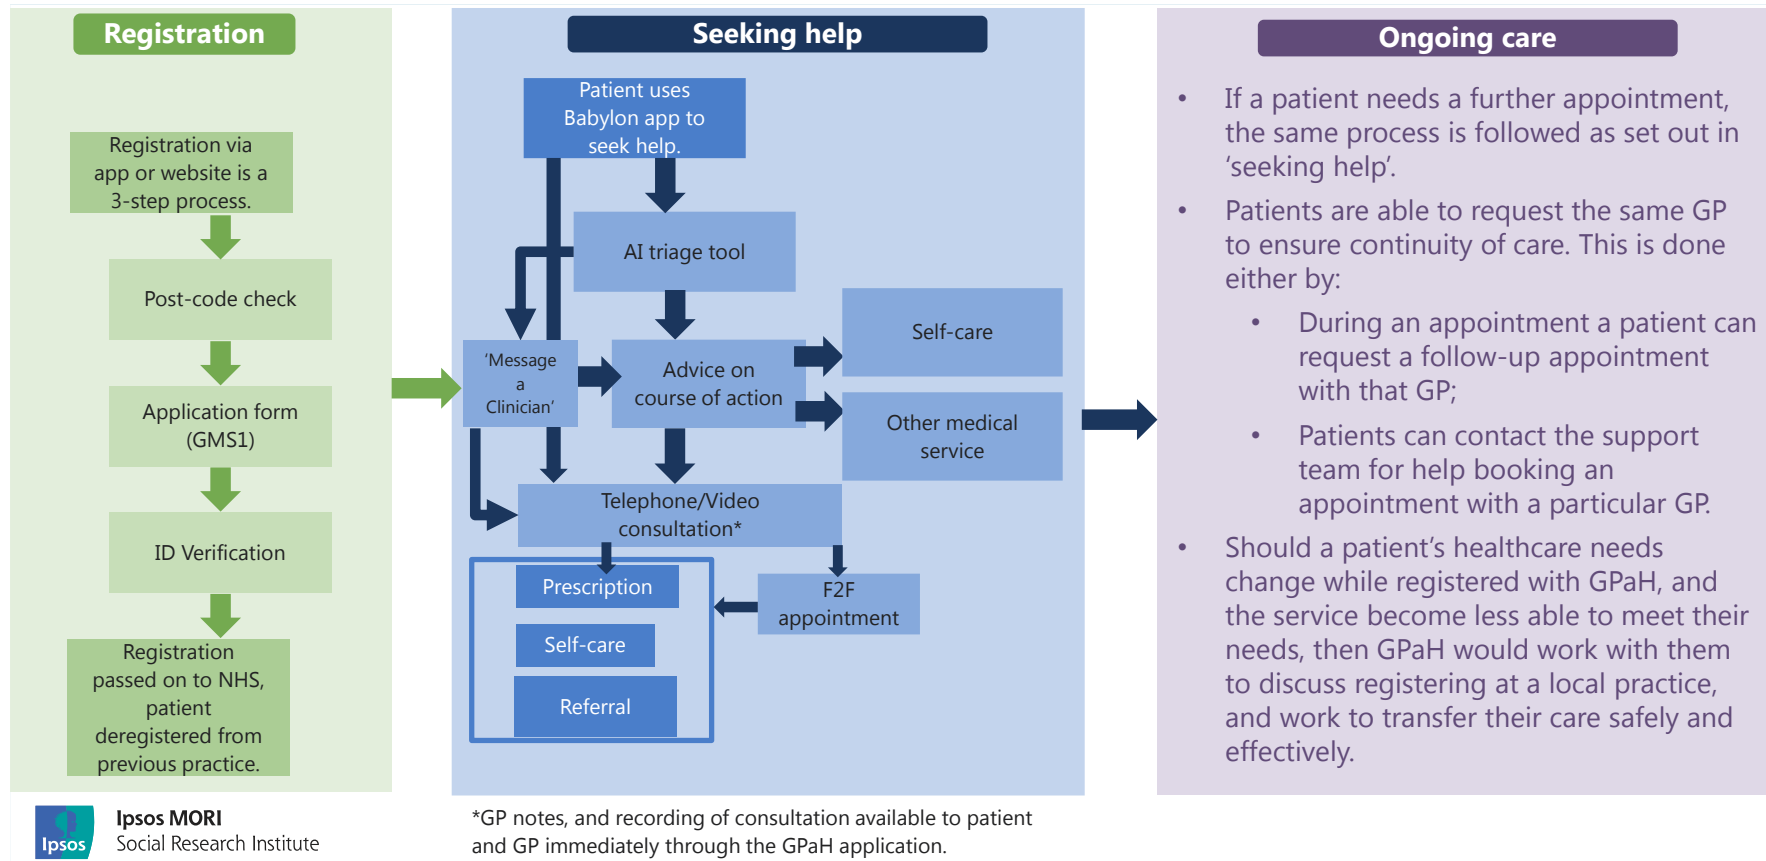 Registration
Registration via
app or website is a
3-step process.
Post-code check
Application form
(GMS1)
ID Verification
Registration
passed on to NHS,
patient
deregistered from
previous practice.
Seeking help
Patient uses
Babylon app to
seek help.
AI triage tool
‘Message
a
Clinician’
Advice on
course of action
Self-care
Other medical
service
Telephone/Video
consultation*
Prescription
Self-care
Referral
F2F
appointment
Ongoing care
• If a patient needs a further appointment,
the same process is followed as set out in
‘seeking help’.
• Patients are able to request the same GP
to ensure continuity of care. This is done
either by:
• During an appointment a patient can
request a follow-up appointment
with that GP;
• Patients can contact the support
team for help booking an
appointment with a particular GP.
• Should a patient’s healthcare needs
change while registered with GPaH, and
the service become less able to meet their
needs, then GPaH would work with them
to discuss registering at a local practice,
and work to transfer their care safely and
effectively.
Ipsos
Ipsos MORI
Social Research Institute
*GP notes, and recording of consultation available to patient
and GP immediately through the GPaH application.